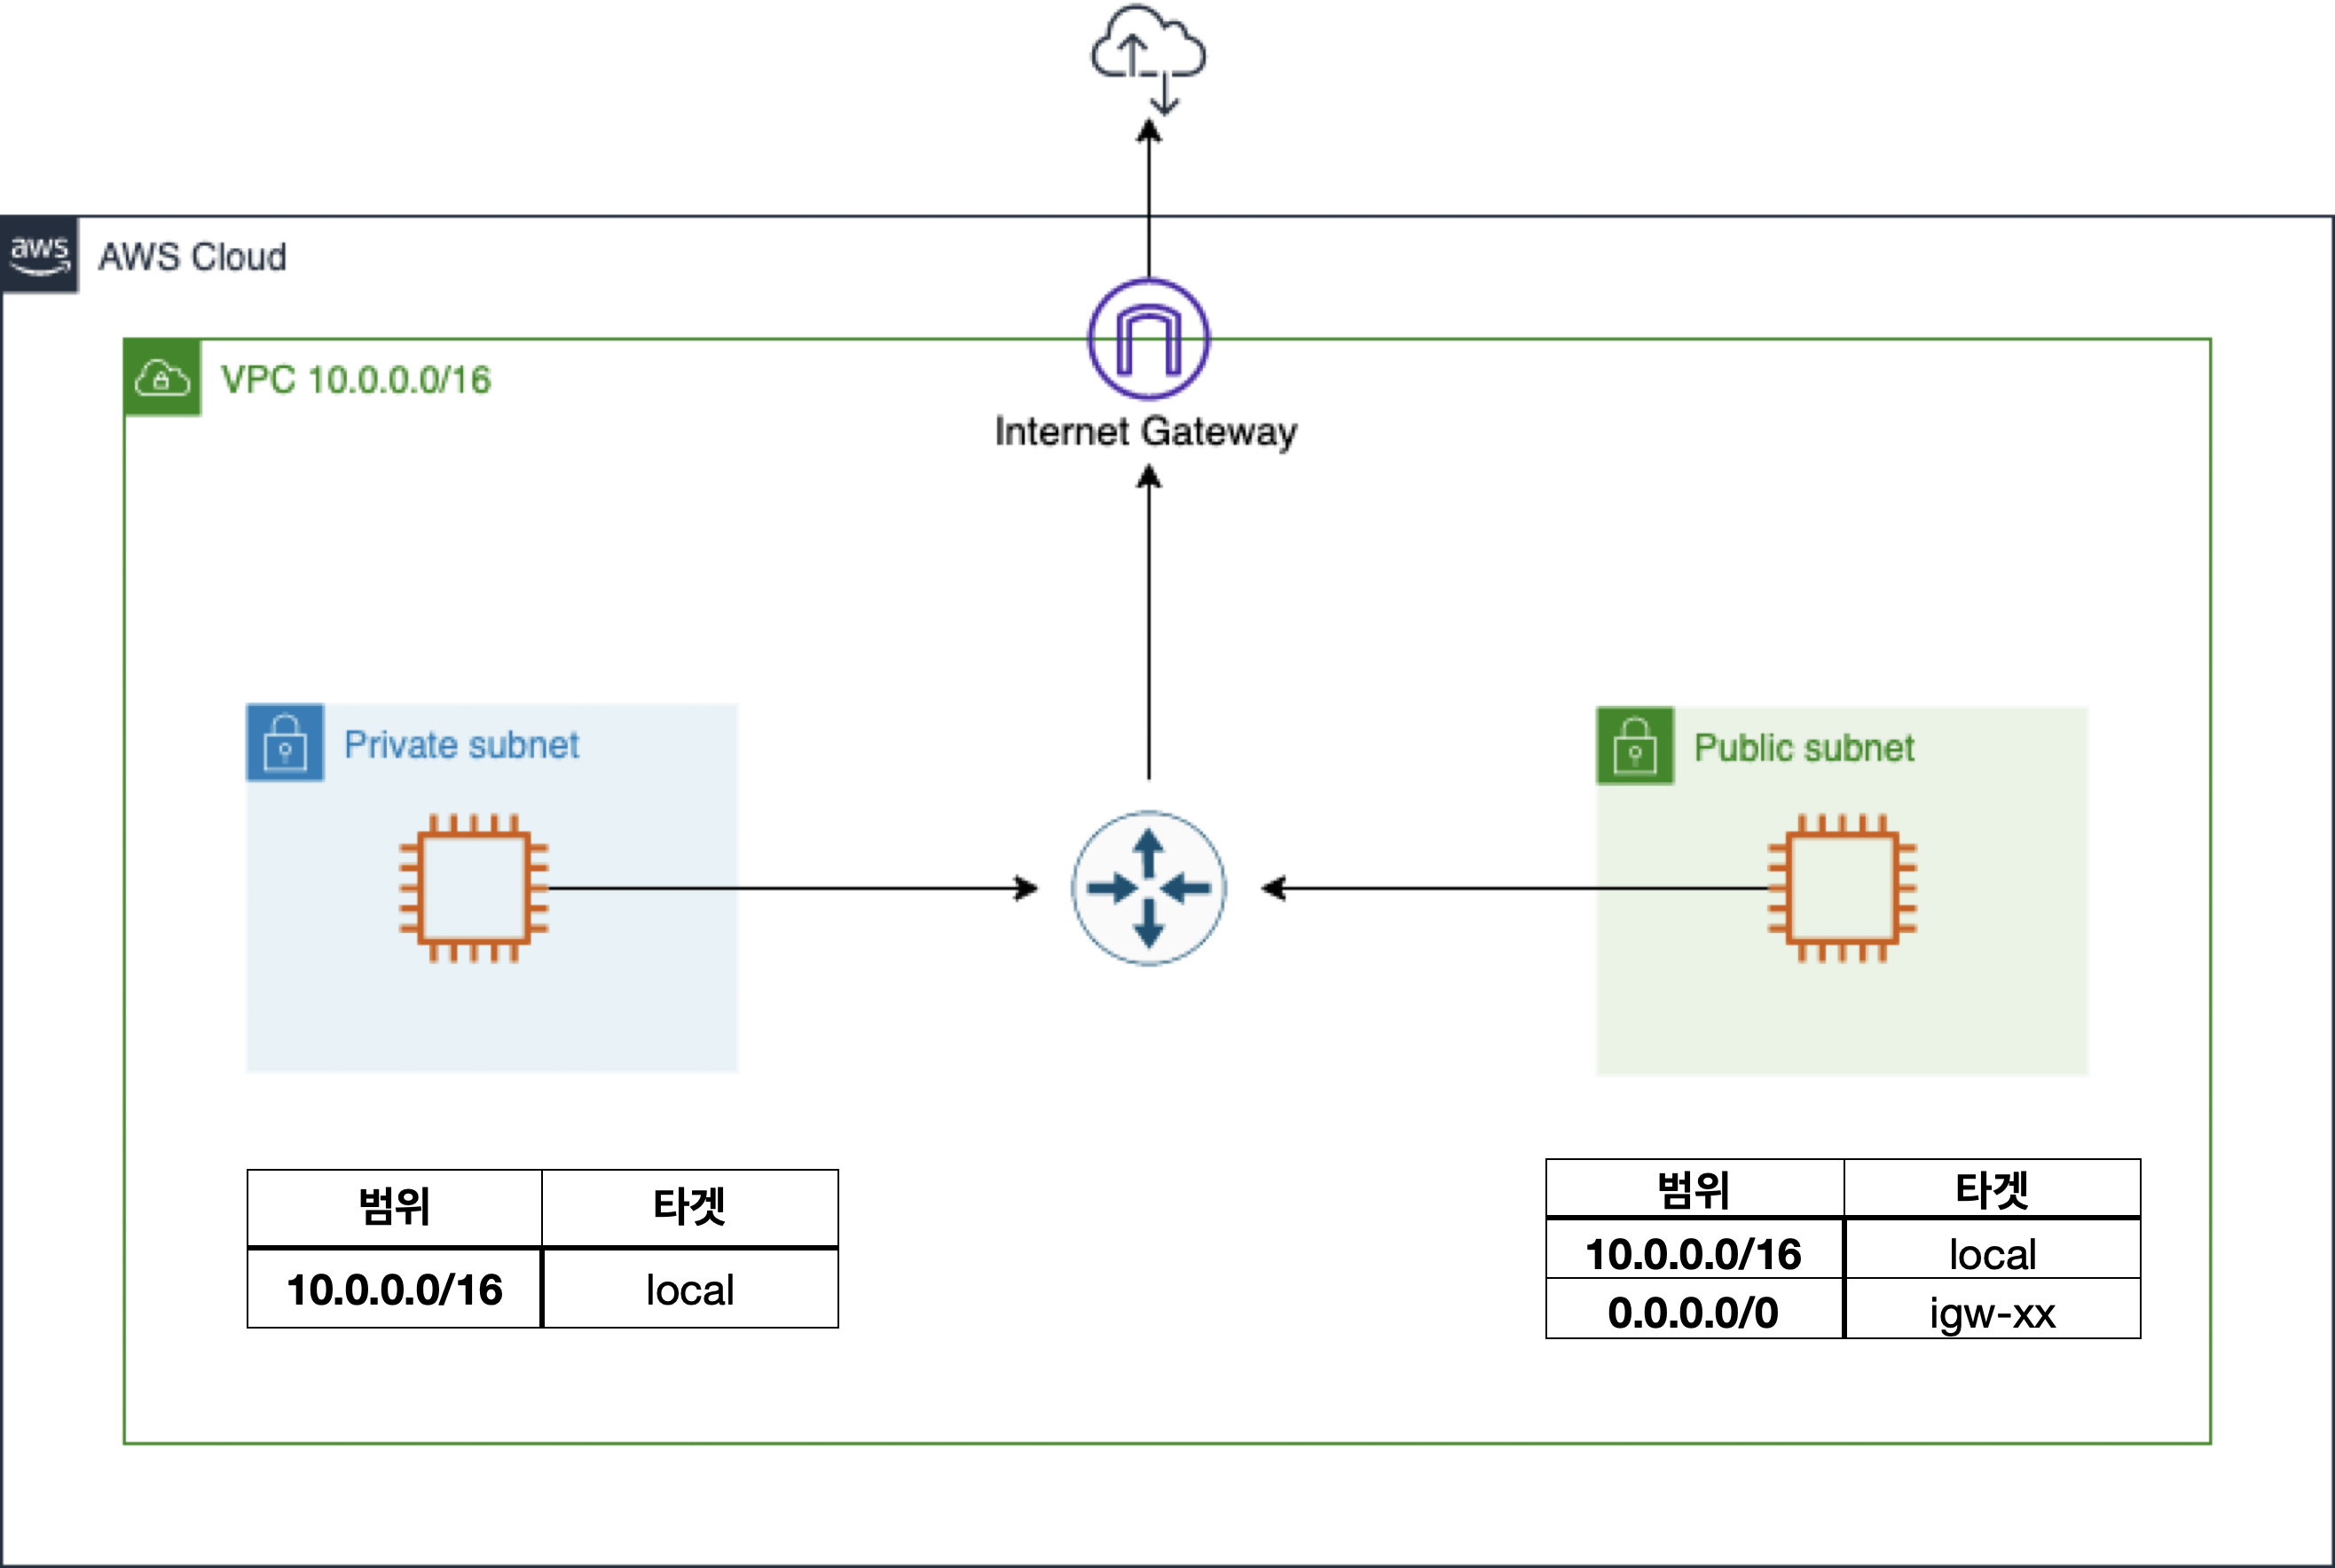 aws
AWS Cloud
VPC 10.0.0.0/16
Internet Gateway
Private subnet
Public subnet
범위 타겟
10.0.0.0/16 local
범위 타겟
10.0.0.0/16 local
0.0.0.0/0 igw-xx